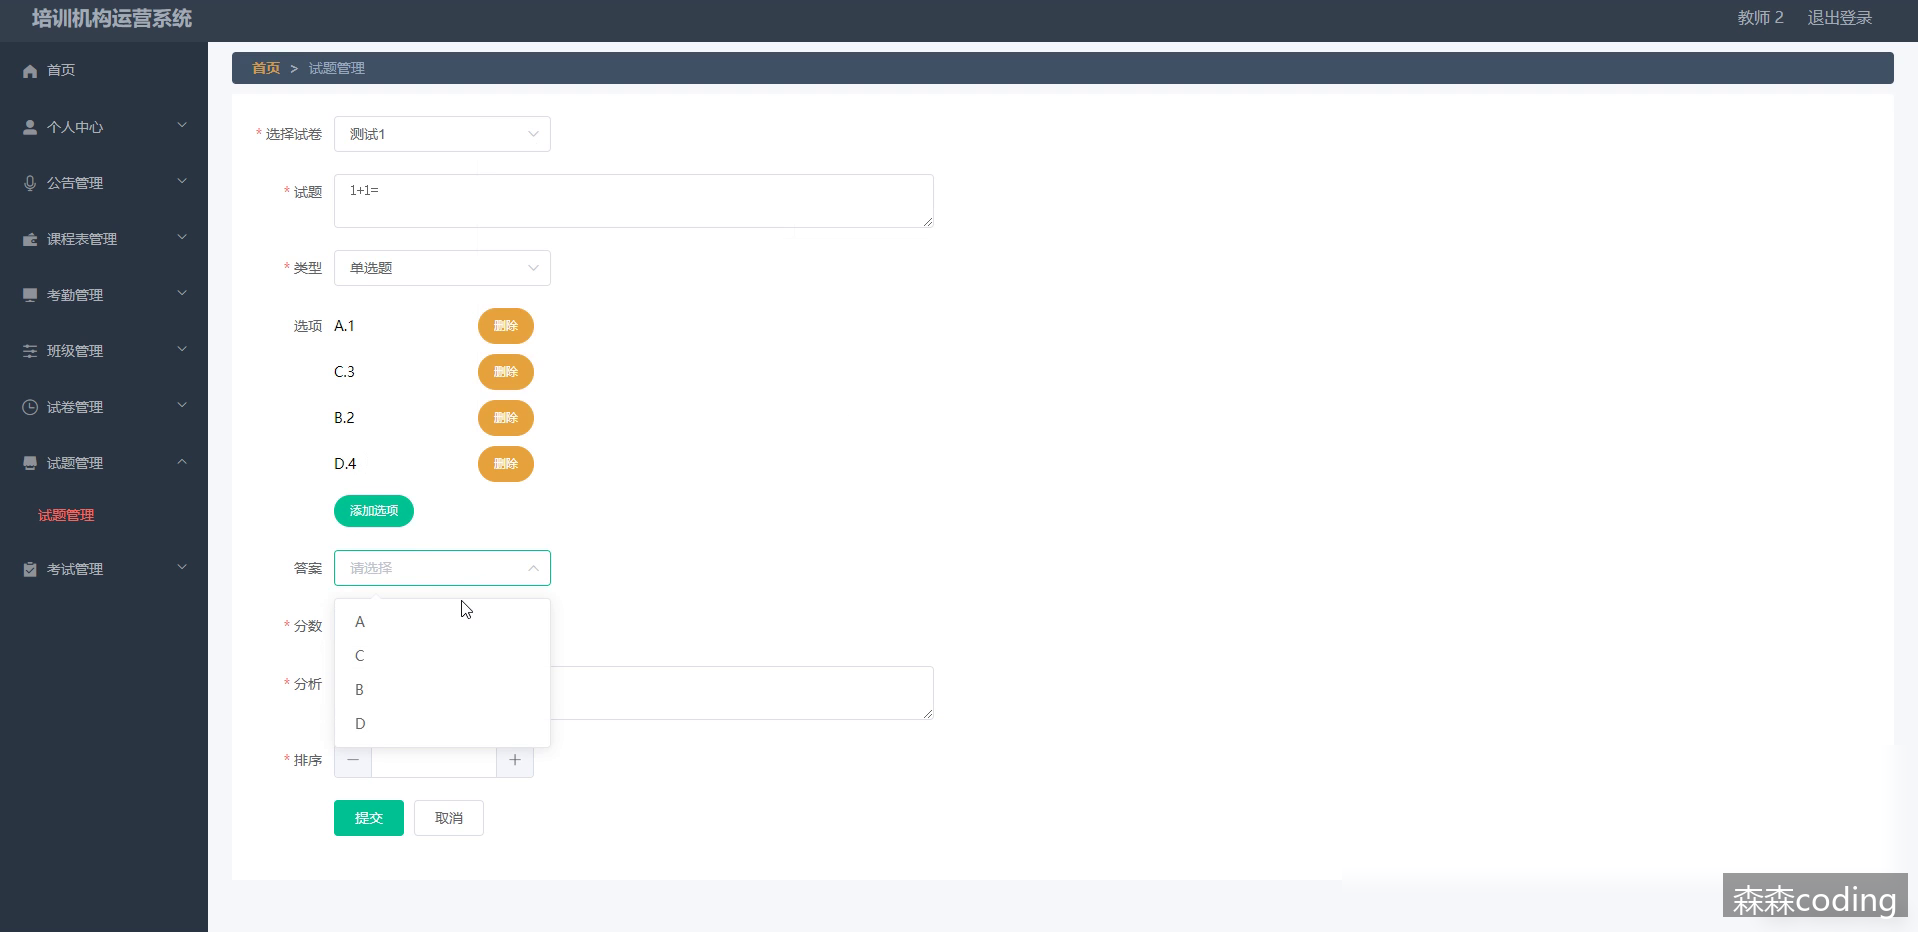 培训机构运营系统
教师 2 退出登录
首页
个人中心
公告管理
课程表管理
考勤管理
班级管理
试卷管理
试题管理
试题管理
考试管理
首页 > 试题管理
* 选择试卷 测试1
* 试题 1+1=
* 类型 单选题
选项 A.1 删除
C.3 删除
B.2 删除
D.4 删除
添加选项
答案 请选择
A
C
B
D
* 分数
* 分析
* 排序
提交 取消
森森coding